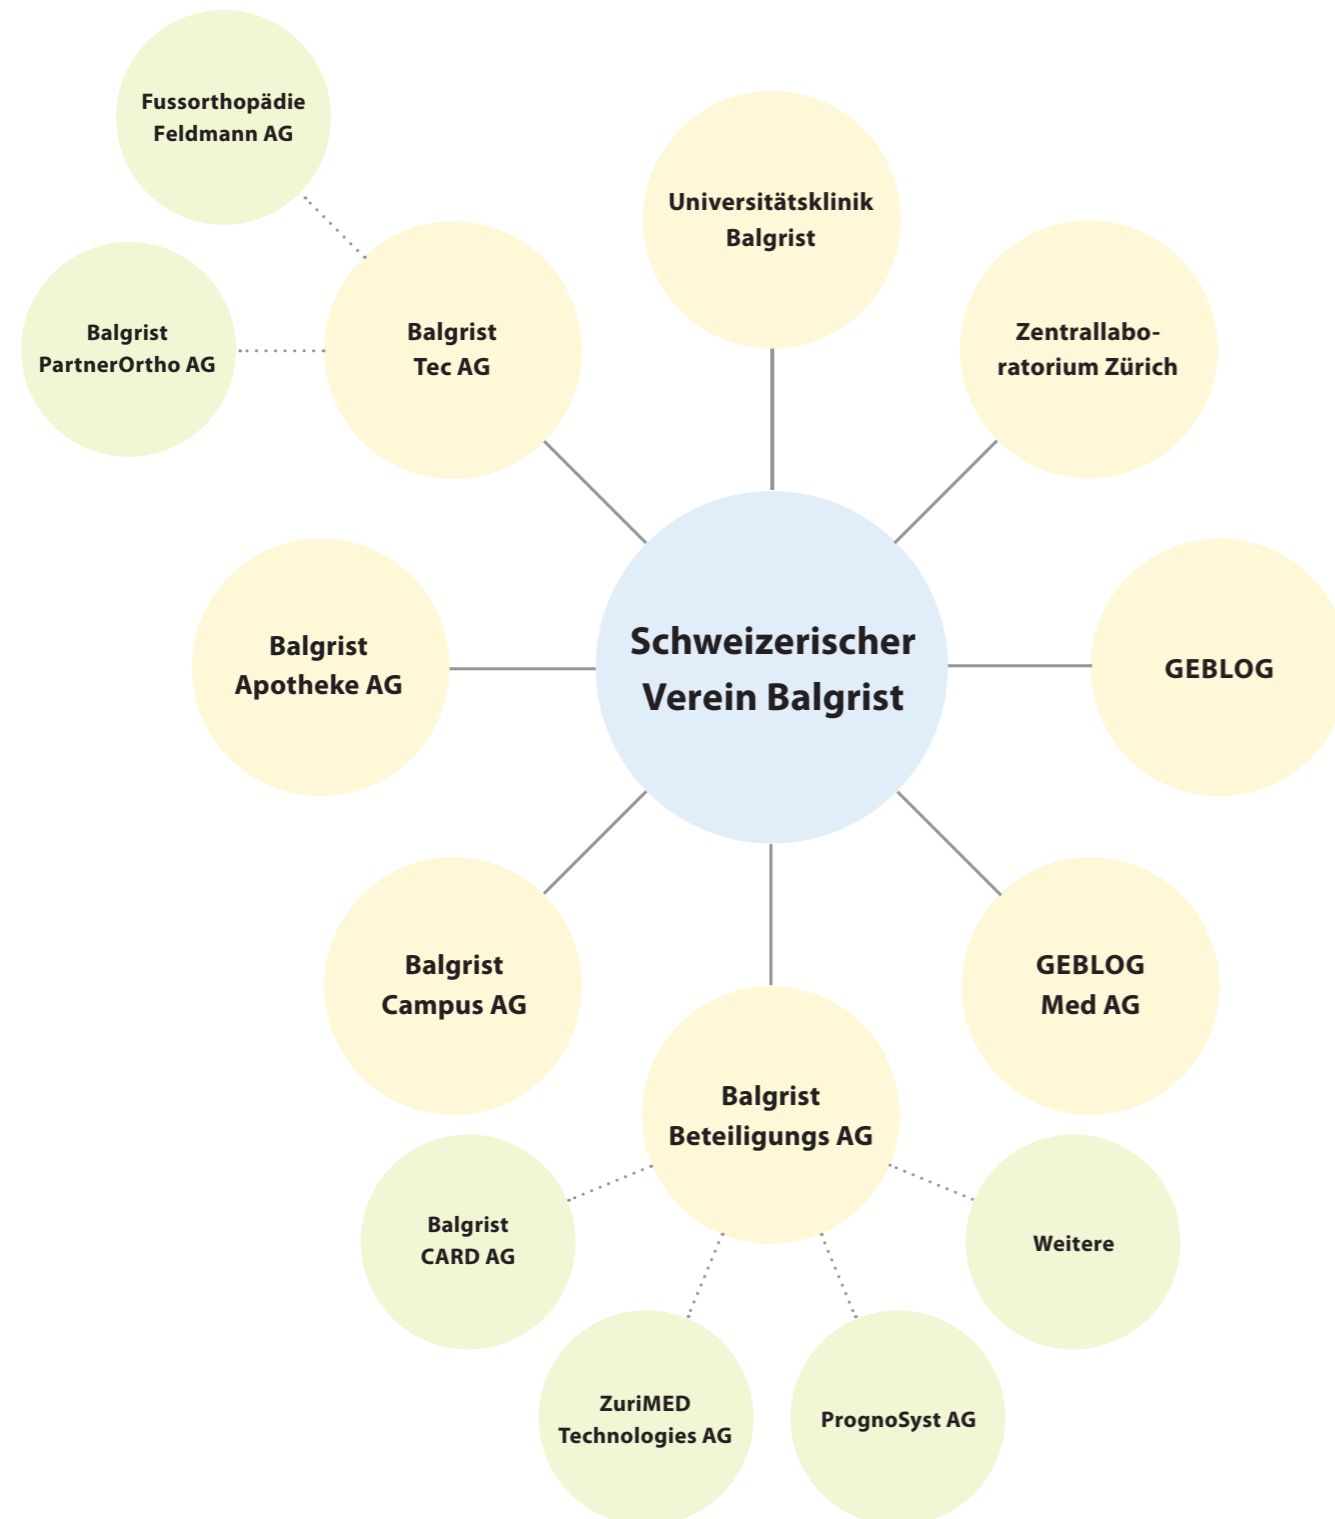 Fussorthopädie
Feldmann AG
Universitätsklinik
Balgrist
Balgrist
PartnerOrtho AG
Balgrist
Tec AG
Zentrallabo-
ratorium Zürich
Balgrist
Apotheke AG
Schweizerischer
Verein Balgrist
GEBLOG
Balgrist
Campus AG
GEBLOG
Med AG
Balgrist
Beteiligungs AG
Balgrist
CARD AG
Weitere
ZuriMED
Technologies AG
PrognoSyst AG